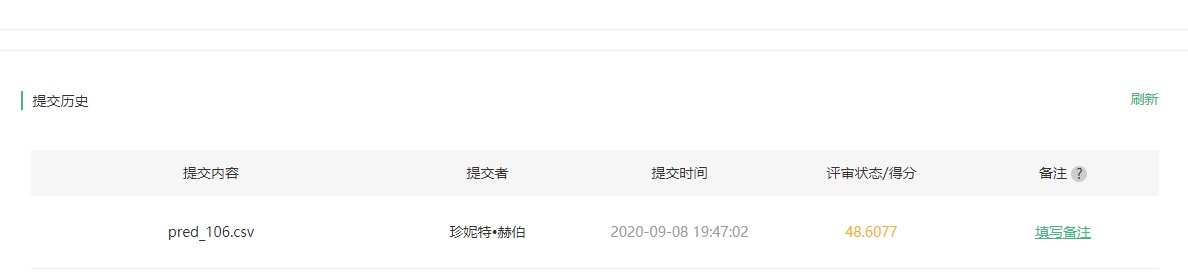 提交历史
刷新
提交内容 提交者 提交时间 评审状态/得分 备注 ?
pred_106.csv 珍妮特•赫伯 2020-09-08 19:47:02 48.6077 填写备注